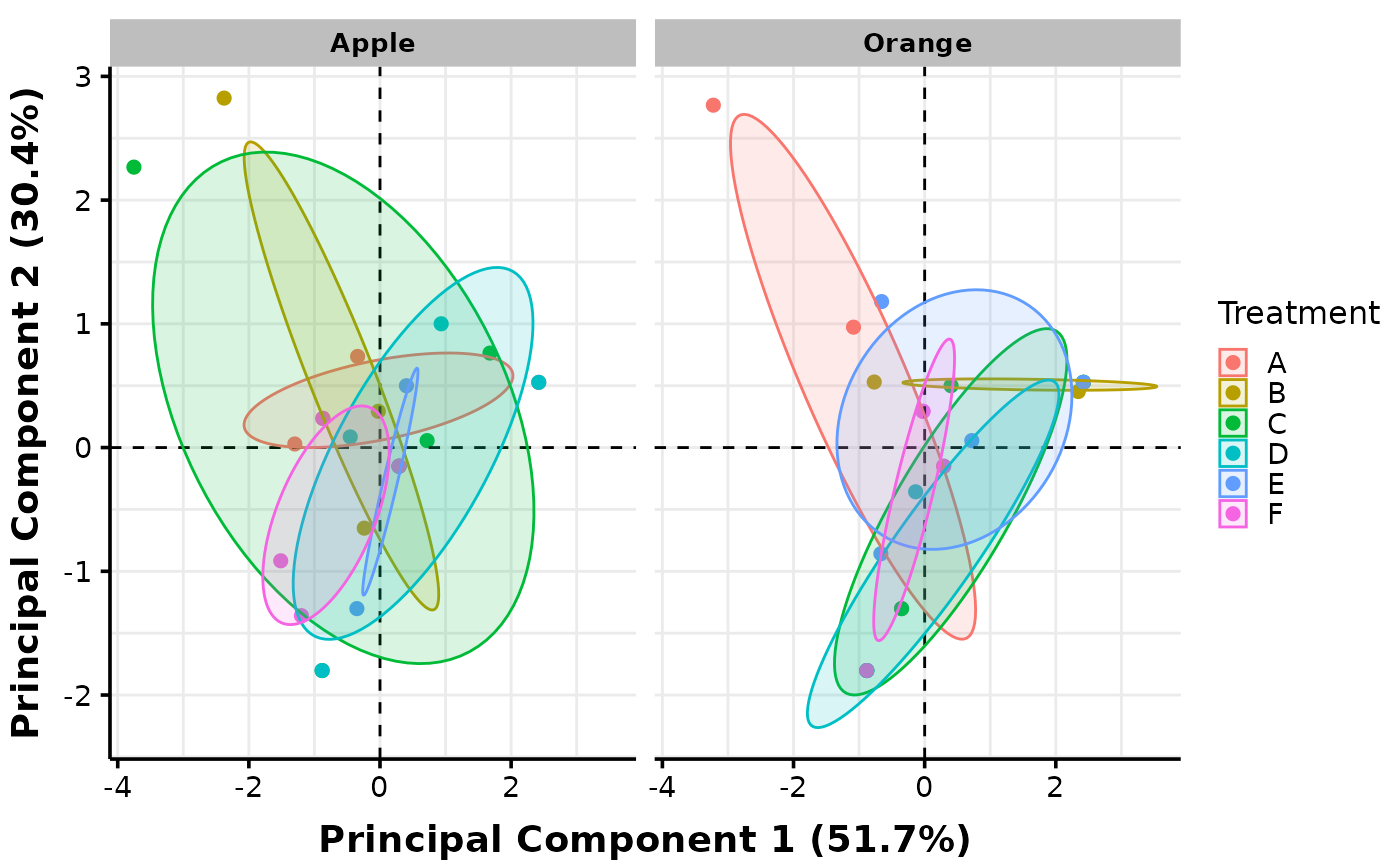 Apple
Orange
Principal Component 2 (30.4%)
3
2
1
0
-1
-2
-4
-2
0
2
-4
-2
0
2
Principal Component 1 (51.7%)
Treatment
A
B
C
D
E
F